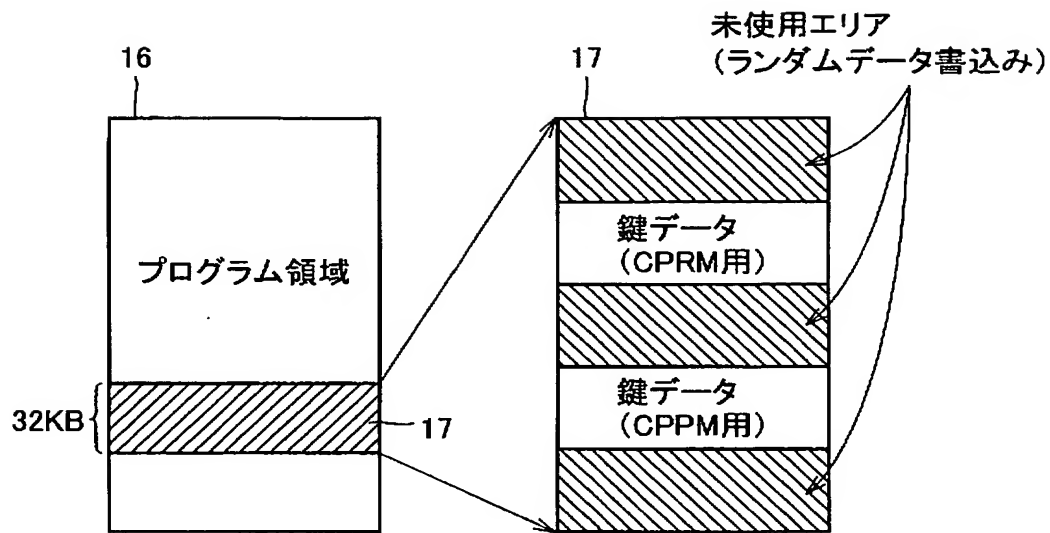 未使用エリア
(ランダムデータ書込み)
16
17
プログラム領域
鍵データ
(CPRM用)
鍵データ
(CPPM用)
32KB
17